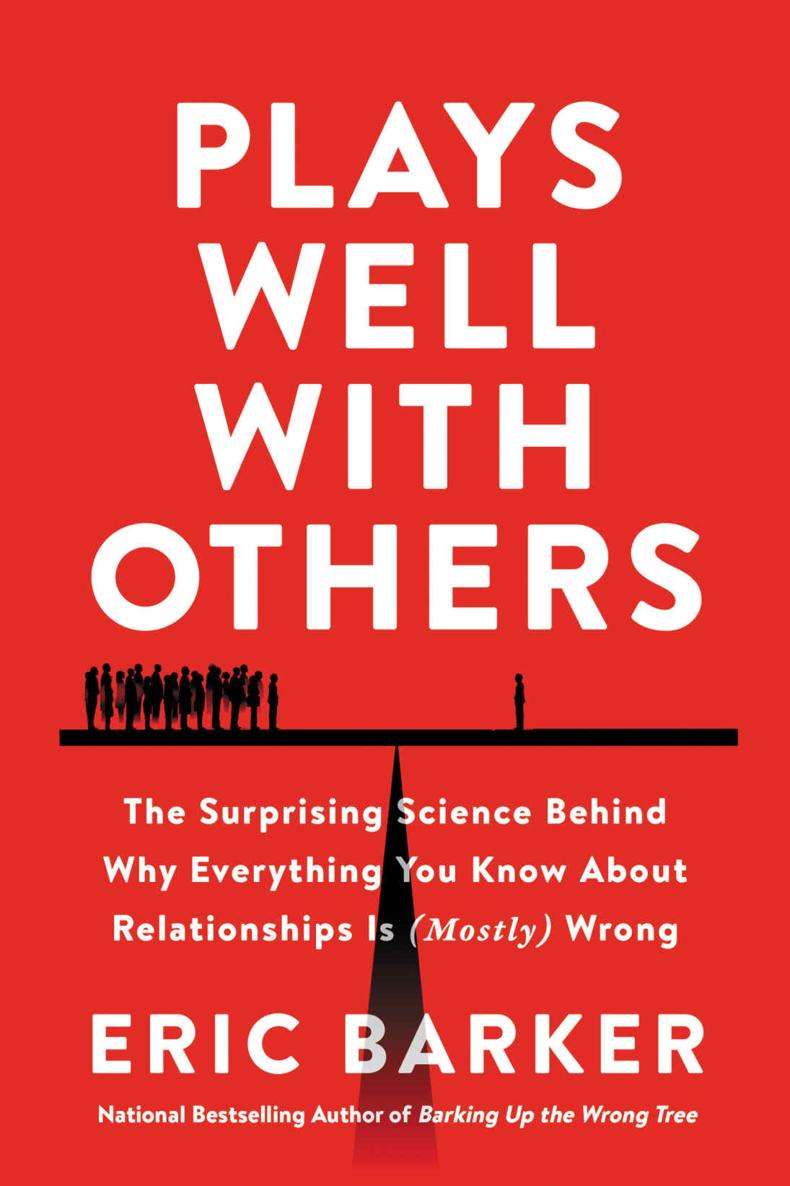 PLAYS
WELL
WITH
OTHERS
The Surprising Science Behind
Why Everything You Know About
Relationships Is (Mostly) Wrong
ERIC BARKER
National Bestselling Author of Barking Up the Wrong Tree